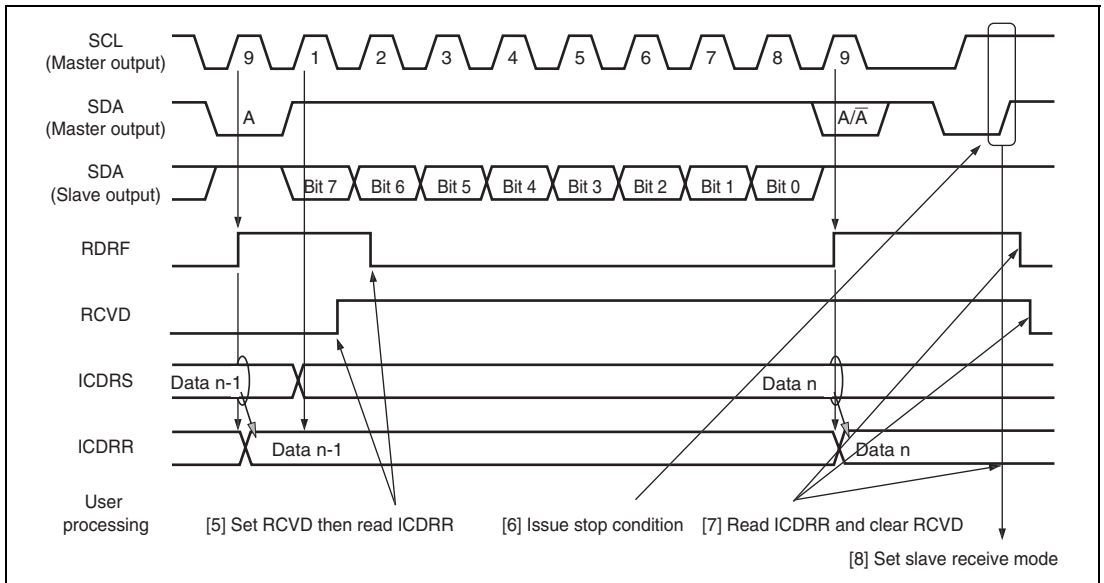 SCL
(Master output)
9 1 2 3 4 5 6 7 8 9
SDA
(Master output)
A A/A̅
SDA
(Slave output)
Bit 7 Bit 6 Bit 5 Bit 4 Bit 3 Bit 2 Bit 1 Bit 0
RDRF
RCVD
ICDRS
Data n-1 Data n
ICDRR
Data n-1 Data n
User
processing
[5] Set RCVD then read ICDRR [6] Issue stop condition [7] Read ICDRR and clear RCVD
[8] Set slave receive mode